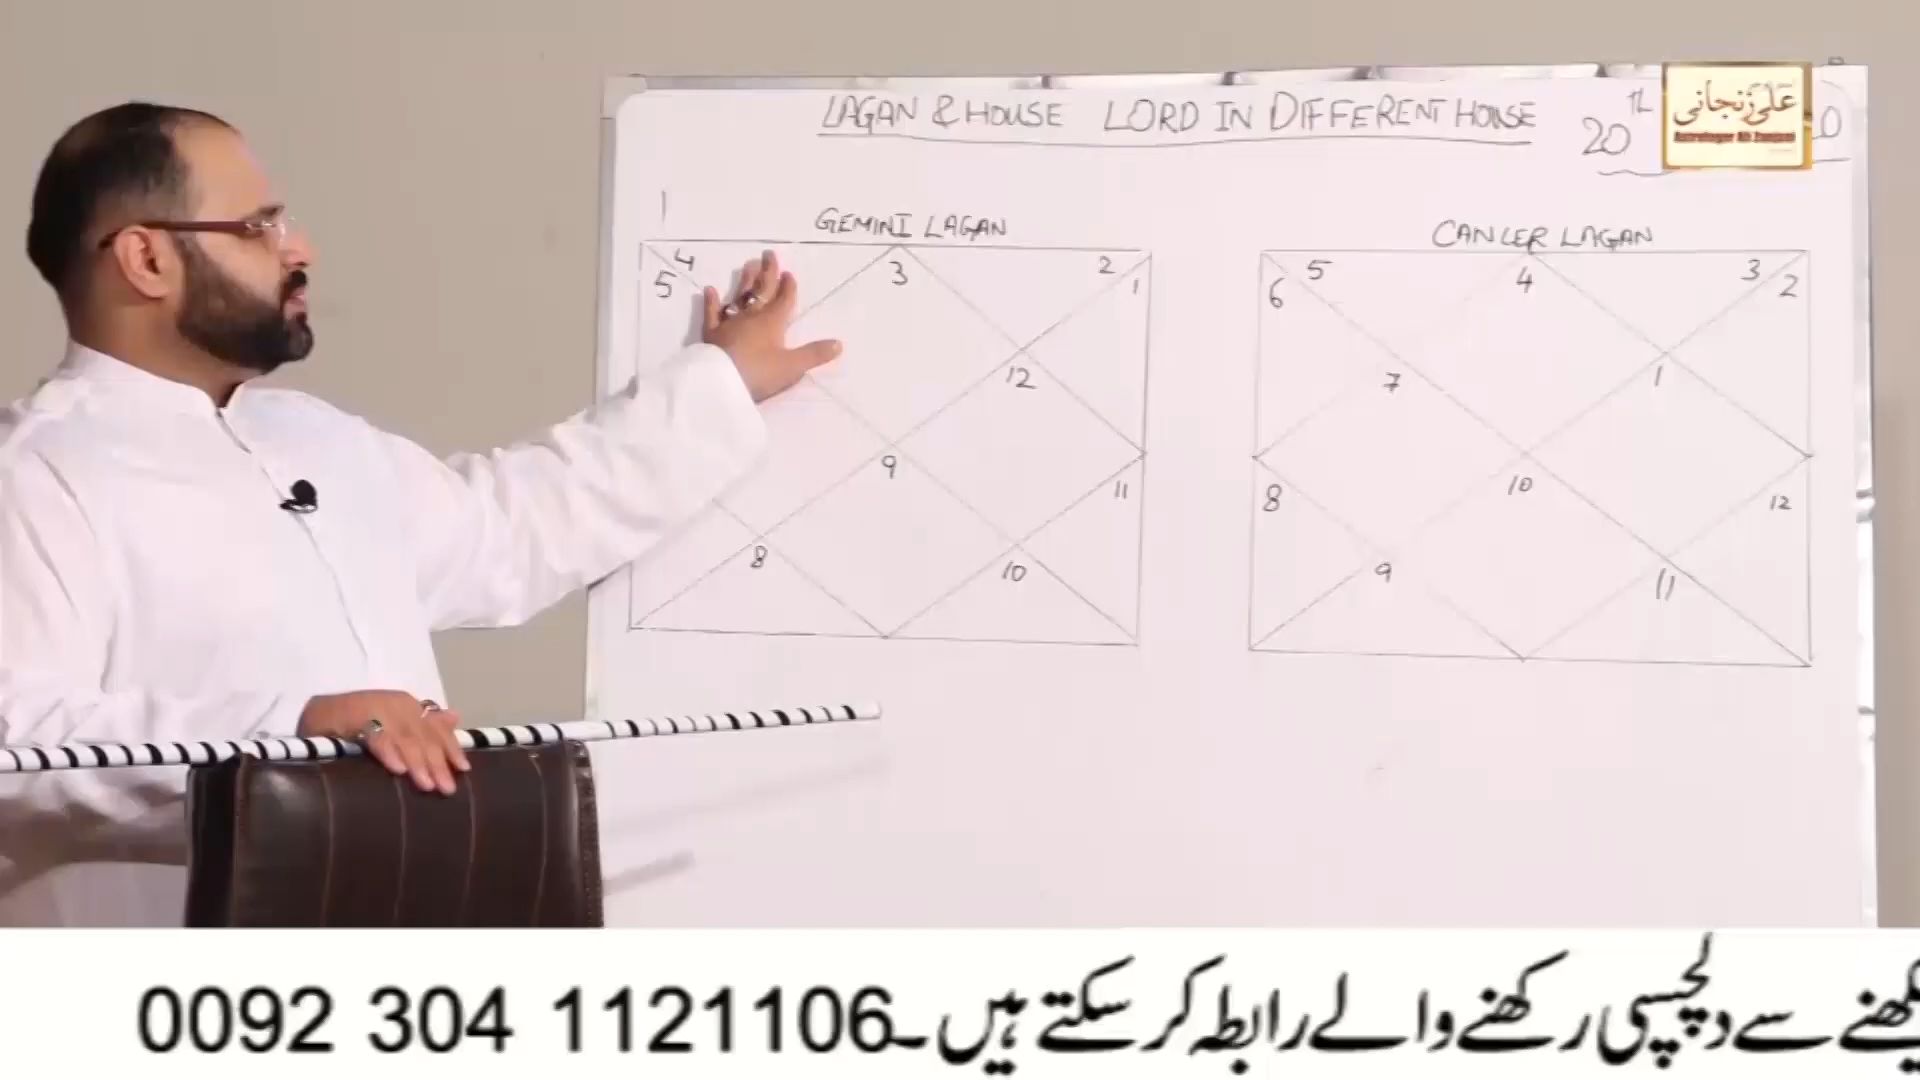 LAGAN & HOUSE LORD IN DIFFERENT HOUSE
20TH
علی زنجانی
Astrologer Ali Zanjani
1
GEMINI LAGAN
4 3 2
5 1
12
9
11
8 10
CANCER LAGAN
5 4 3
6 2
7 1
10
8 12
9 11
سے دلچسپی رکھنے والے رابطہ کر سکتے ہیں۔ 0092 304 1121106